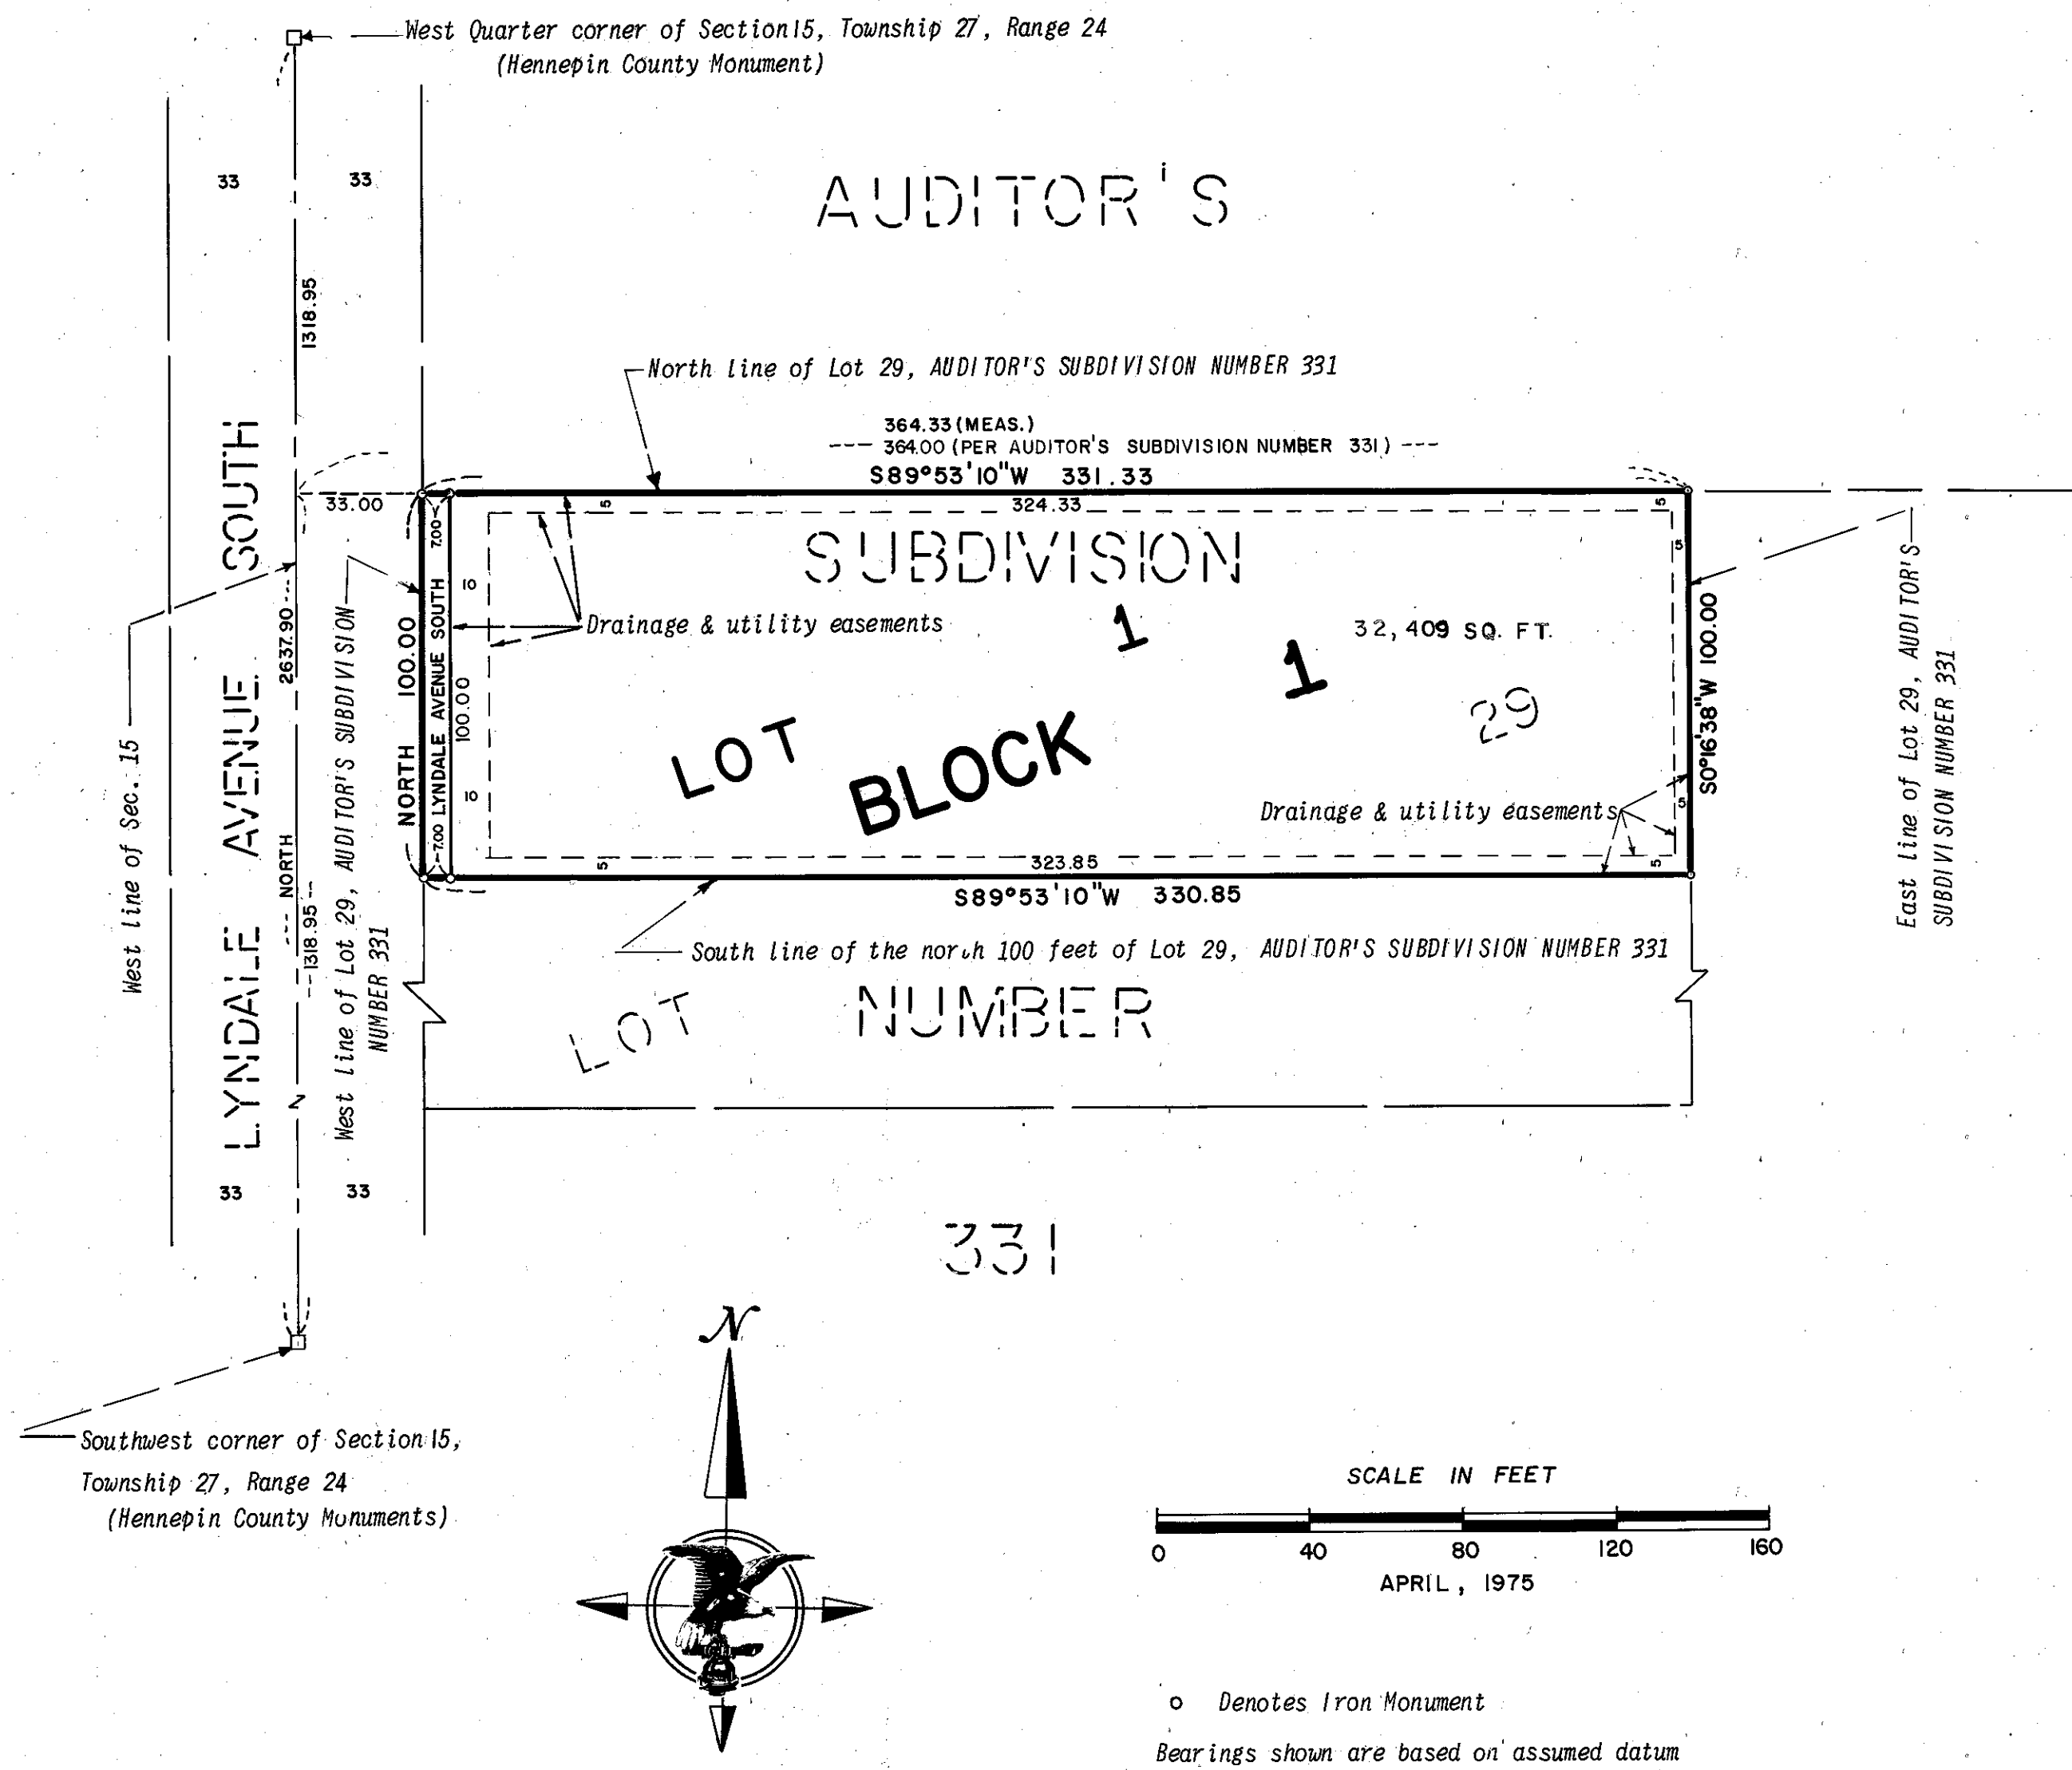 West Quarter corner of Section 15, Township 27, Range 24
(Hennepin County Monument)
33
33
AUDITOR'S
1318.95
North line of Lot 29, AUDITOR'S SUBDIVISION NUMBER 331
364.33 (MEAS.)
--- 364.00 (PER AUDITOR'S SUBDIVISION NUMBER 331) ---
S89°53'10"W 331.33
33.00
5
324.33
5
SUBDIVISION
7.00
10
5
Drainage & utility easements
1
32,409 SQ. FT.
1
29
LOT
BLOCK
NORTH 100.00
7.00 LYNDALE AVENUE SOUTH
100.00
10
Drainage & utility easements
5
S0°16'38"W 100.00
East line of Lot 29, AUDITOR'S
SUBDIVISION NUMBER 331
5
323.85
5
S89°53'10"W 330.85
South line of the north 100 feet of Lot 29, AUDITOR'S SUBDIVISION NUMBER 331
West line of Sec. 15
LYNDALE AVENUE SOUTH
--- NORTH 2637.90 ---
--1318.95--
West line of Lot 29, AUDITOR'S SUBDIVISION
NUMBER 331
LOT
NUMBER
33
33
331
N
Southwest corner of Section 15,
Township 27, Range 24
(Hennepin County Monuments)
SCALE IN FEET
0 40 80 120 160
APRIL, 1975
o Denotes Iron Monument
Bearings shown are based on assumed datum